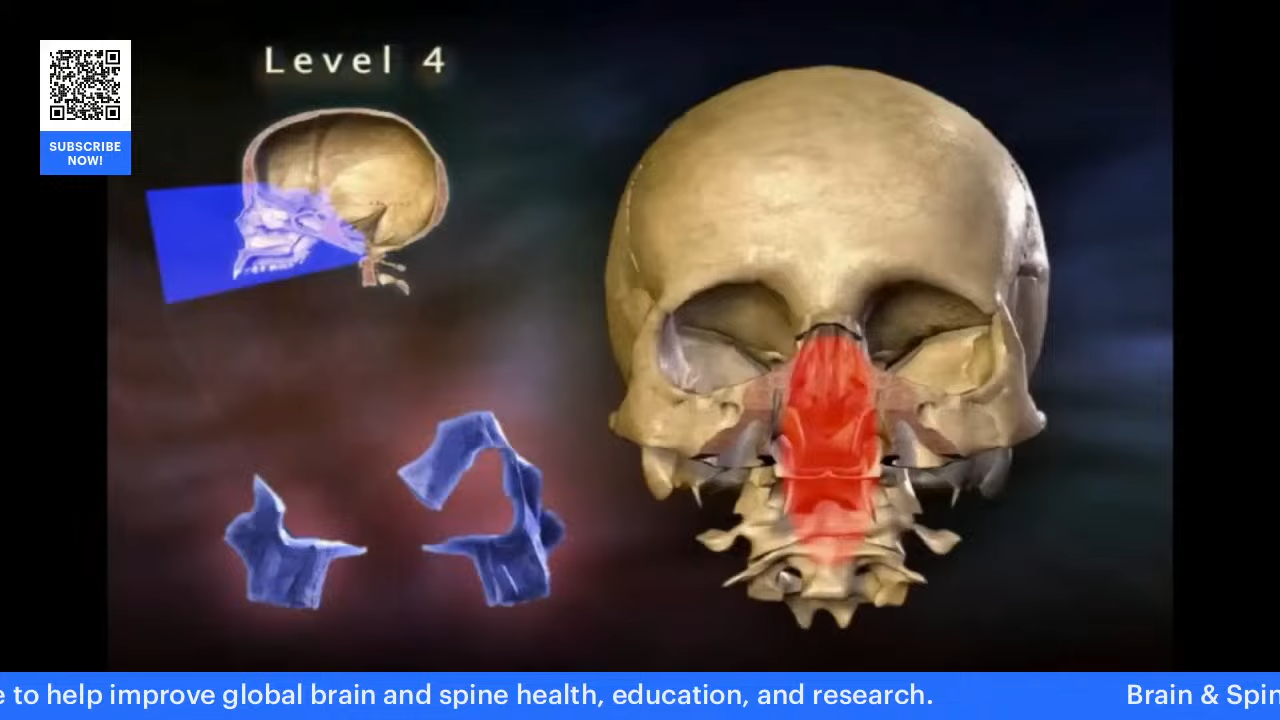 Level 4
SUBSCRIBE
NOW!
e to help improve global brain and spine health, education, and research.
Brain & Spin